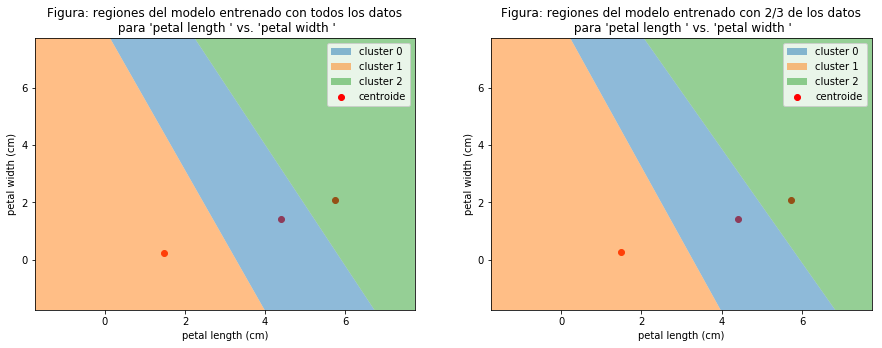 Figura: regiones del modelo entrenado con todos los datos
para 'petal length ' vs. 'petal width '
cluster 0
cluster 1
cluster 2
centroide
6
4
2
0
petal width (cm)
0
2
4
6
petal length (cm)
Figura: regiones del modelo entrenado con 2/3 de los datos
para 'petal length ' vs. 'petal width '
cluster 0
cluster 1
cluster 2
centroide
6
4
2
0
petal width (cm)
0
2
4
6
petal length (cm)